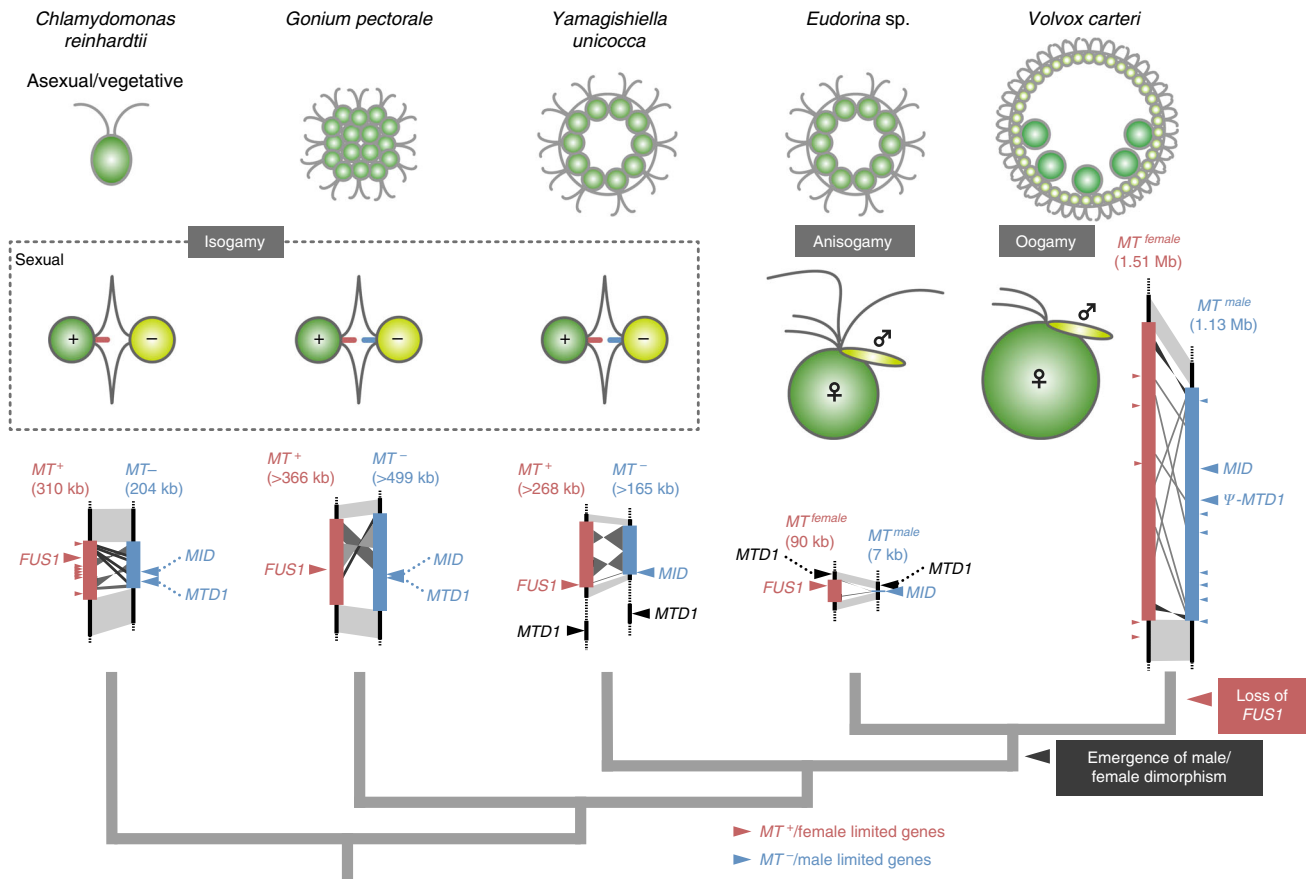 Chlamydomonas
reinhardtii
Gonium pectorale
Yamagishiella
unicocca
Eudorina sp.
Volvox carteri
Asexual/vegetative
Isogamy
Anisogamy
Oogamy
Sexual
+
−
+
−
+
−
♂
♀
♂
♀
MT female
(1.51 Mb)
MT male
(1.13 Mb)
MID
Ψ-MTD1
MT+
(310 kb)
MT–
(204 kb)
FUS1
MID
MTD1
MT+
(>366 kb)
MT−
(>499 kb)
FUS1
MID
MTD1
MT+
(>268 kb)
MT−
(>165 kb)
FUS1
MID
MTD1
MTD1
MT female
(90 kb)
MT male
(7 kb)
MTD1
MTD1
FUS1
MID
Loss of
FUS1
Emergence of male/
female dimorphism
MT+/female limited genes
MT−/male limited genes